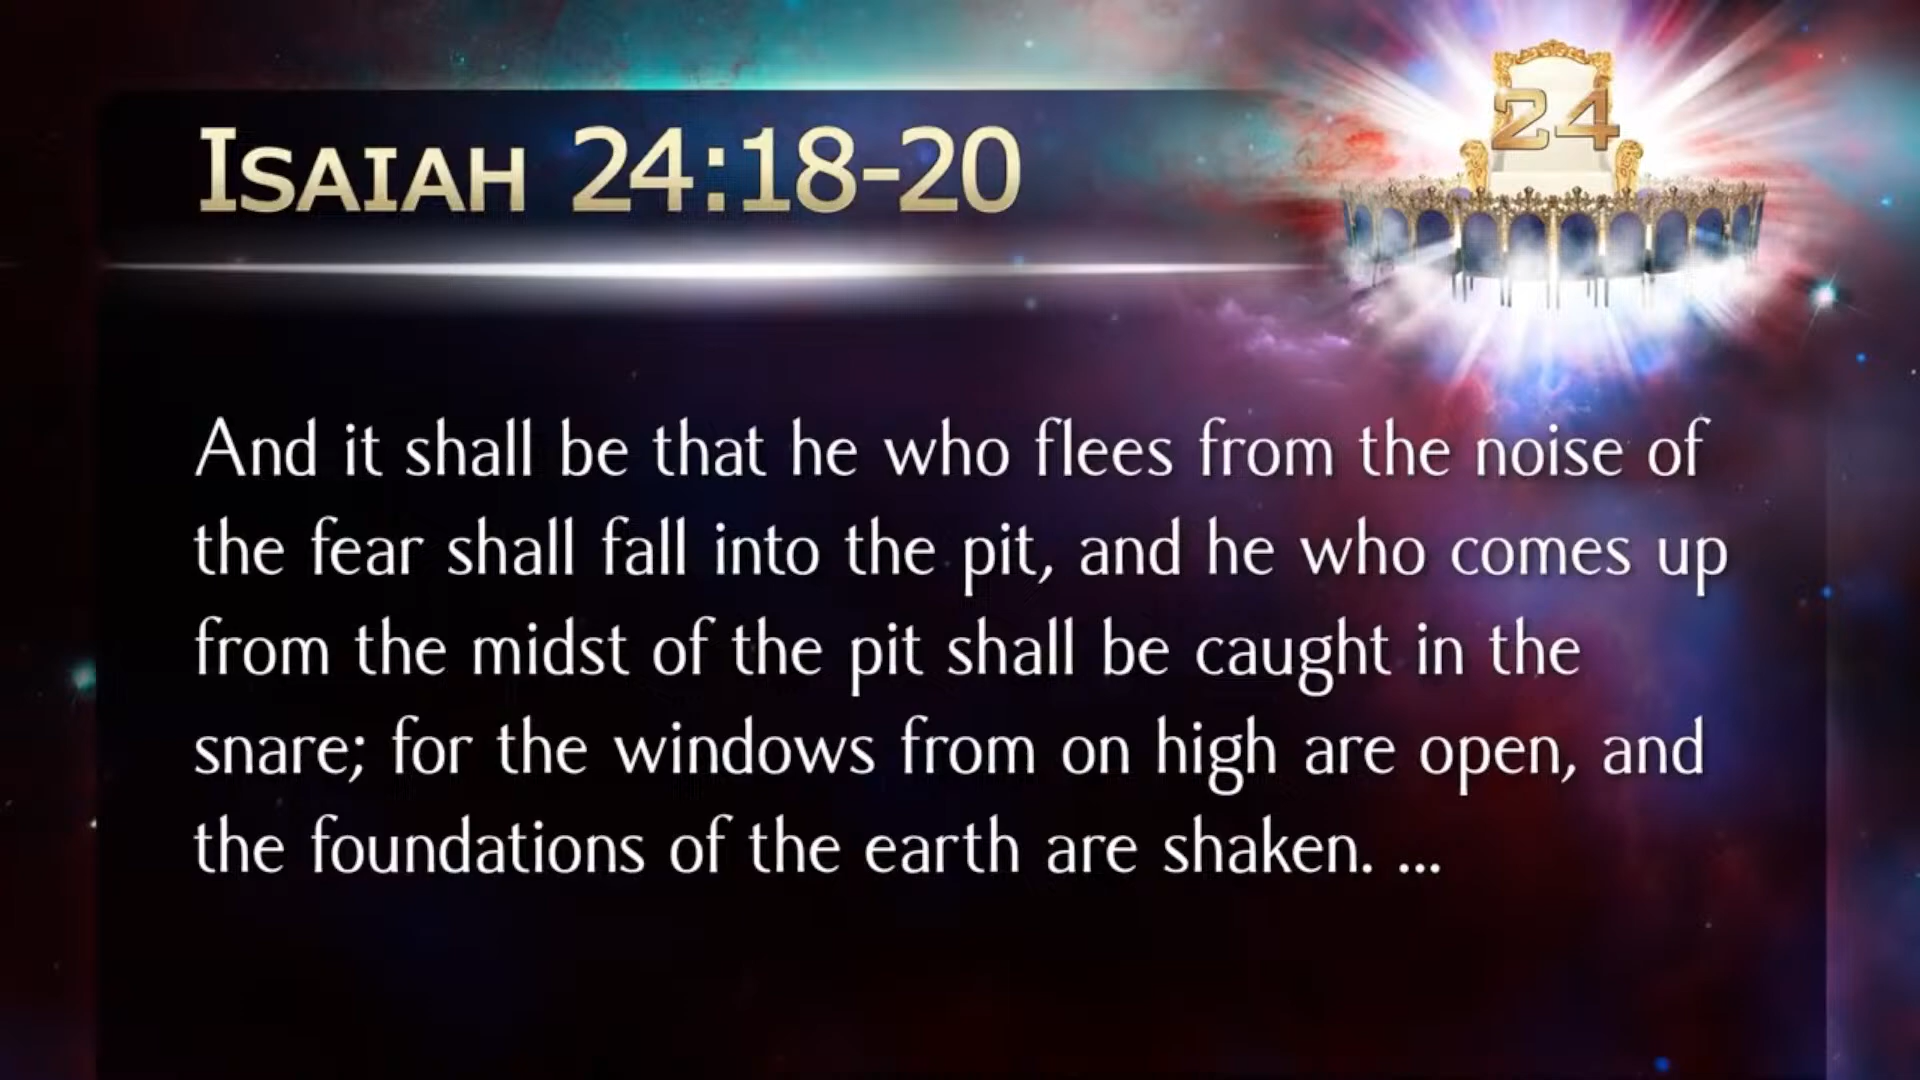 Isaiah 24:18-20
24
And it shall be that he who flees from the noise of
the fear shall fall into the pit, and he who comes up
from the midst of the pit shall be caught in the
snare; for the windows from on high are open, and
the foundations of the earth are shaken. ...